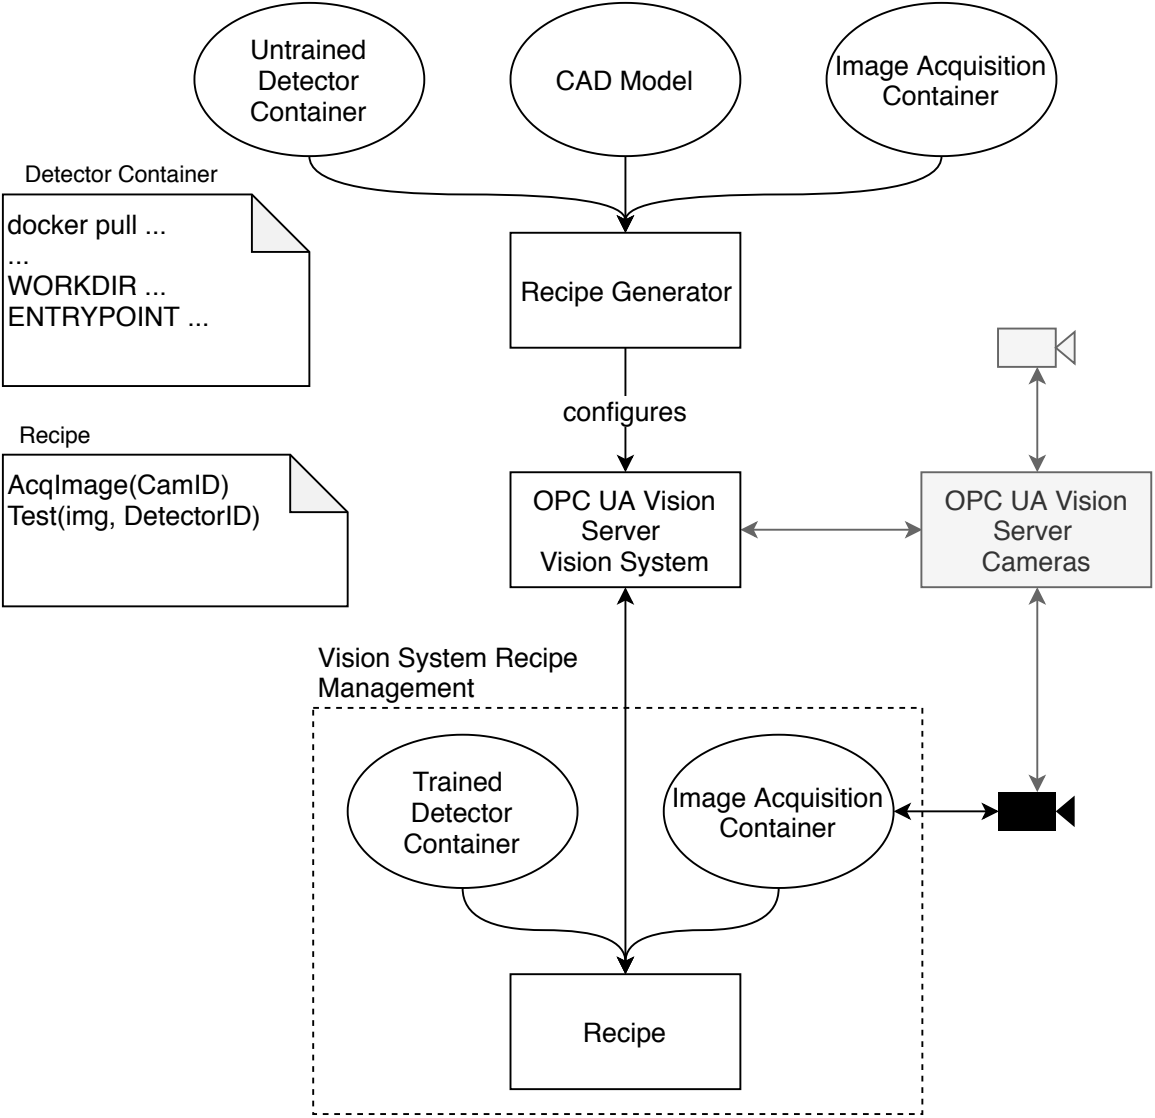 Untrained
Detector
Container
CAD Model
Image Acquisition
Container
Detector Container
docker pull ...
...
WORKDIR ...
ENTRYPOINT ...
Recipe Generator
configures
Recipe
AcqImage(CamID)
Test(img, DetectorID)
OPC UA Vision
Server
Vision System
OPC UA Vision
Server
Cameras
Vision System Recipe
Management
Trained
Detector
Container
Image Acquisition
Container
Recipe